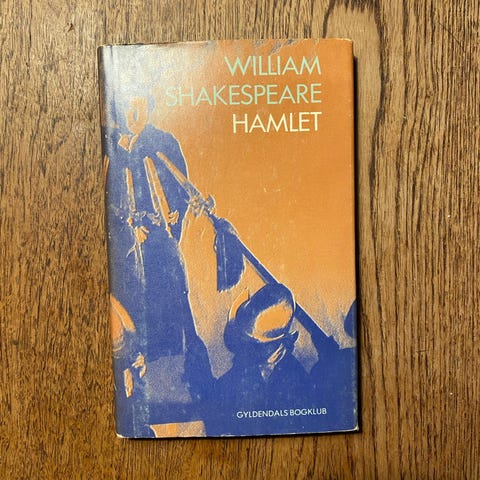 WILLIAM
SHAKESPEARE
HAMLET
GYLDENDALS BOGKLUB